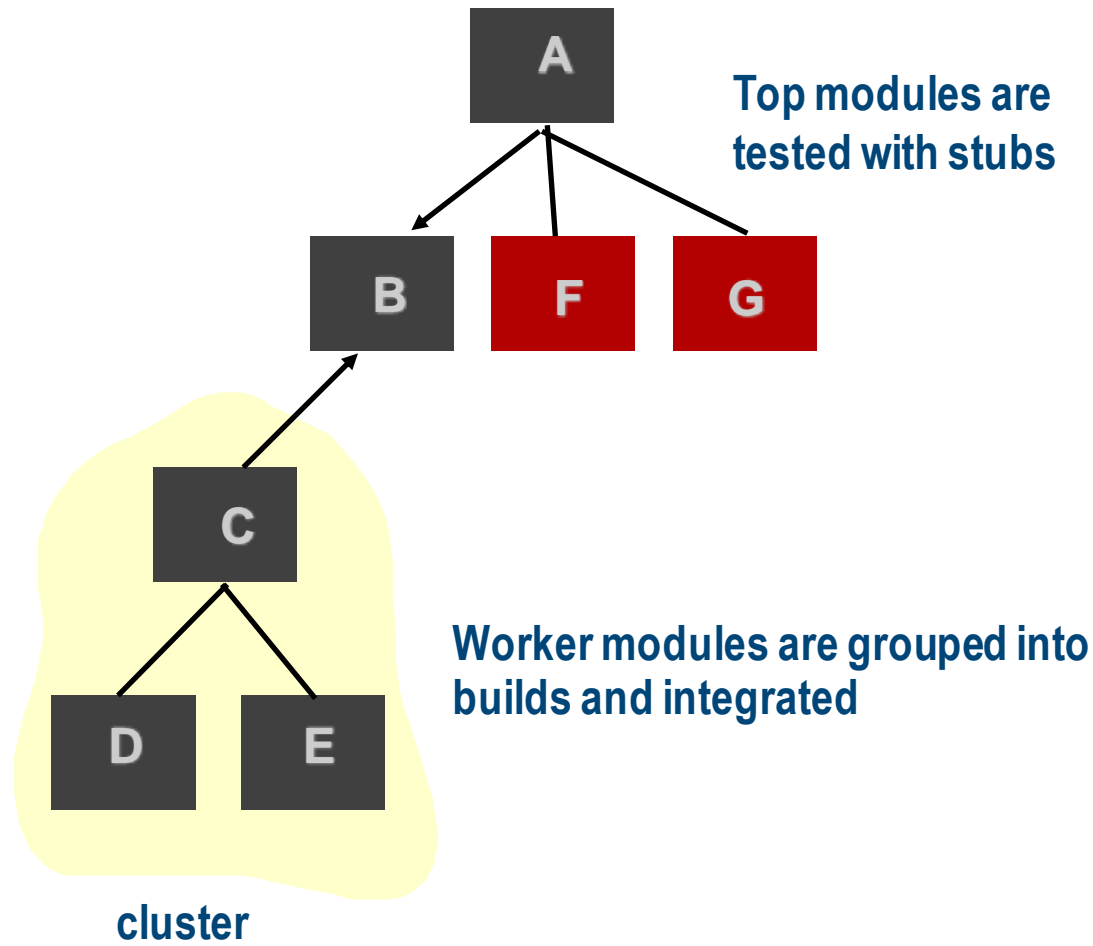 A
Top modules are
tested with stubs
B
F
G
C
Worker modules are grouped into
builds and integrated
D
E
cluster